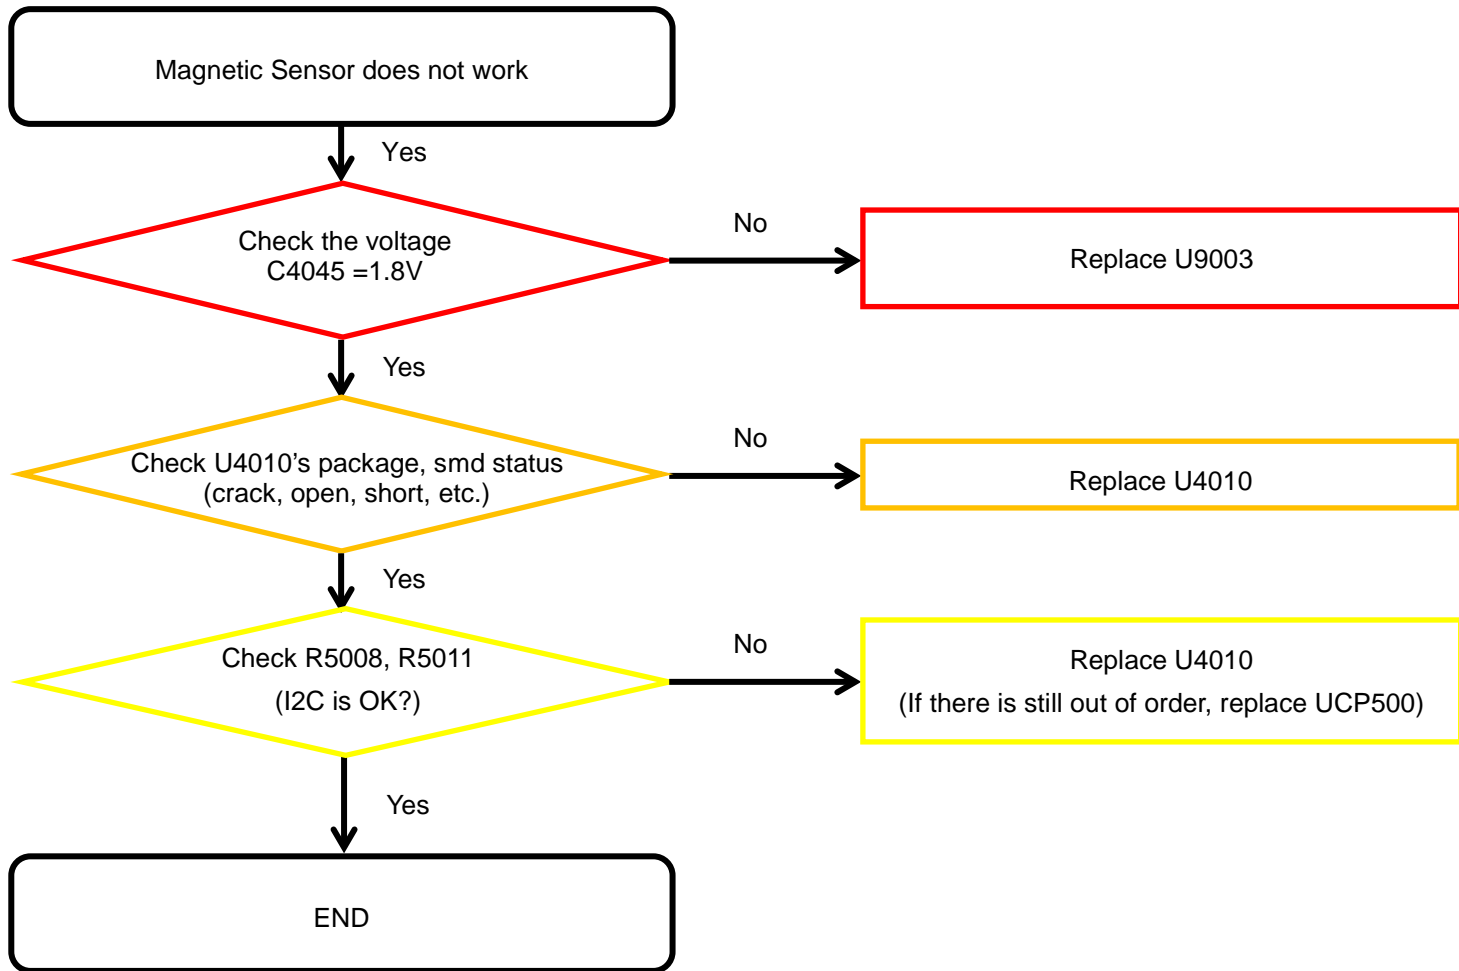 Magnetic Sensor does not work
Yes
Check the voltage
C4045 =1.8V
No
Replace U9003
Yes
Check U4010’s package, smd status
(crack, open, short, etc.)
No
Replace U4010
Yes
Check R5008, R5011
(I2C is OK?)
No
Replace U4010
(If there is still out of order, replace UCP500)
Yes
END